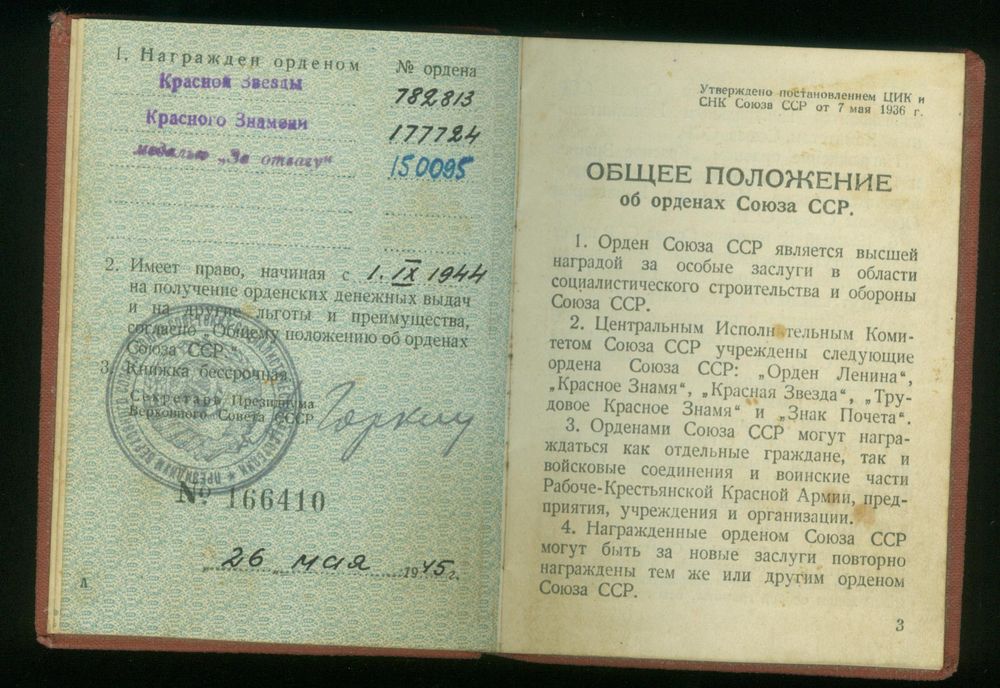 1. Награжден орденом № ордена
Красной Звезды 782813
Красного Знамени 177724
медалью „За отвагу“ 150095
2. Имеет право, начиная с 1. IX 1944
на получение орденских денежных выдач
и на другие льготы и преимущества,
согласно Общему положению об орденах
Союза ССР.
3. Книжка бессрочная
Секретарь Президиума
Верховного Совета СССР Горкин
№ 166410
„26 „ мая 1945 г.
Утверждено постановлением ЦИК и
СНК Союза ССР от 7 мая 1936 г.
ОБЩЕЕ ПОЛОЖЕНИЕ
об орденах Союза ССР.
1. Орден Союза ССР является высшей
наградой за особые заслуги в области
социалистического строительства и обороны
Союза ССР.
2. Центральным Исполнительным Коми-
тетом Союза ССР учреждены следующие
ордена Союза ССР: „Орден Ленина“,
„Красное Знамя“, „Красная Звезда“, „Тру-
довое Красное Знамя“ и „Знак Почета“.
3. Орденами Союза ССР могут награ-
ждаться как отдельные граждане, так и
войсковые соединения и воинские части
Рабоче-Крестьянской Красной Армии, пред-
приятия, учреждения и организации.
4. Награжденные орденом Союза ССР
могут быть за новые заслуги повторно
награждены тем же или другим орденом
Союза ССР.
3